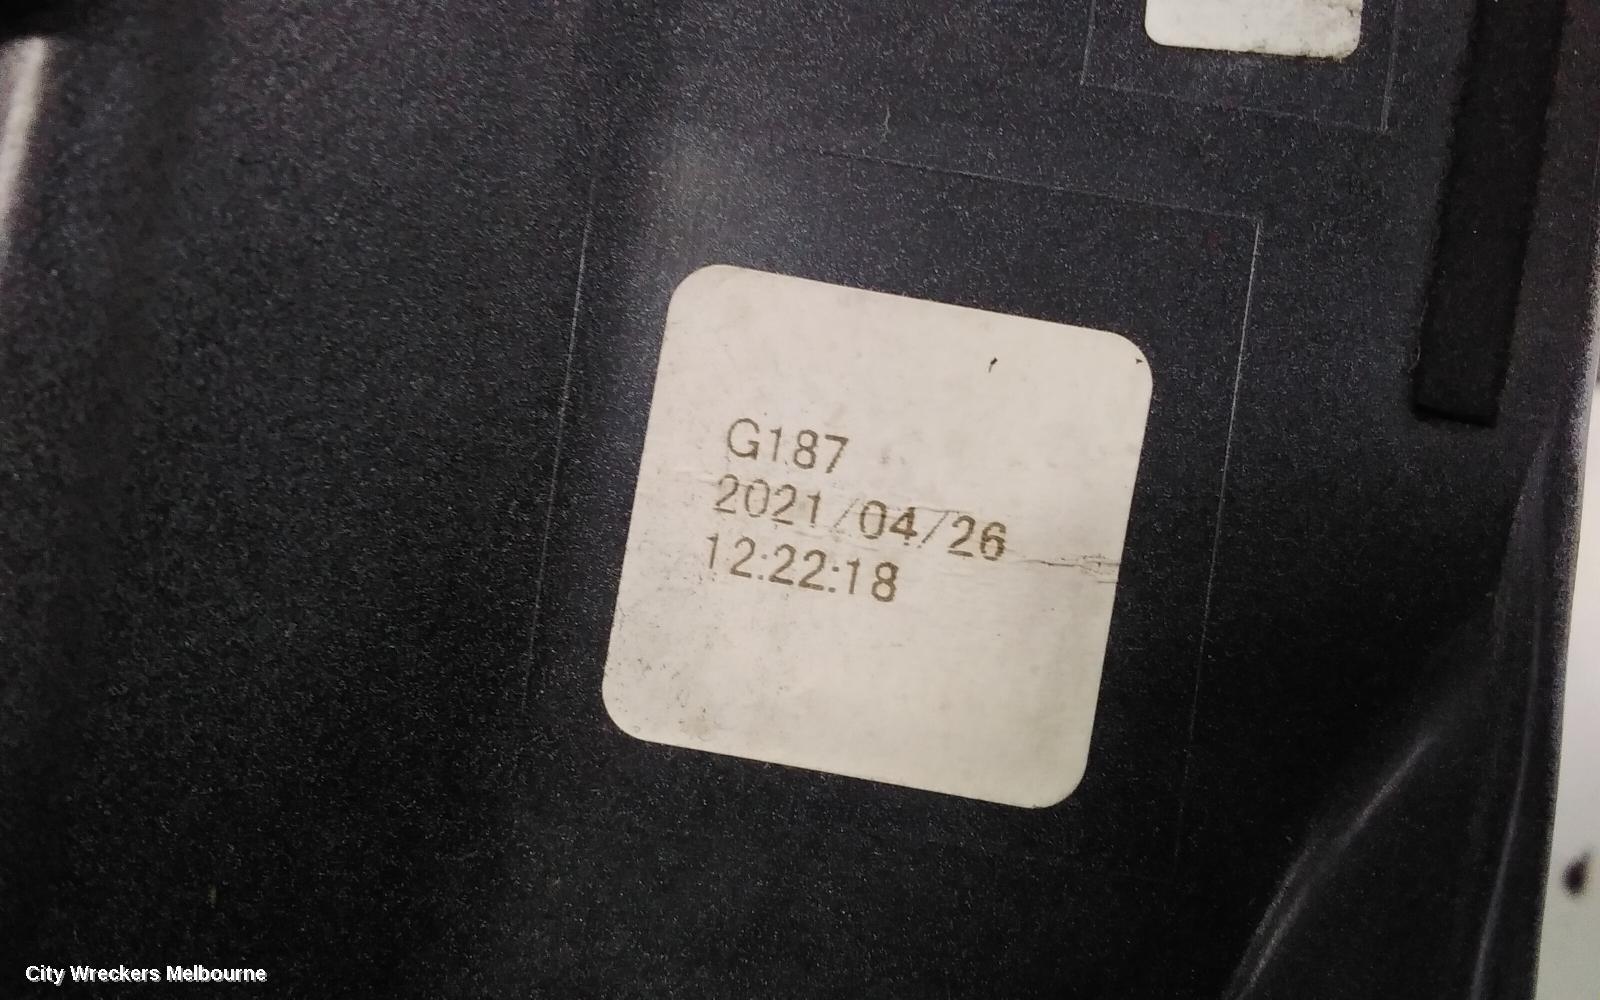 G187
2021/04/26
12:22:18
City Wreckers Melbourne